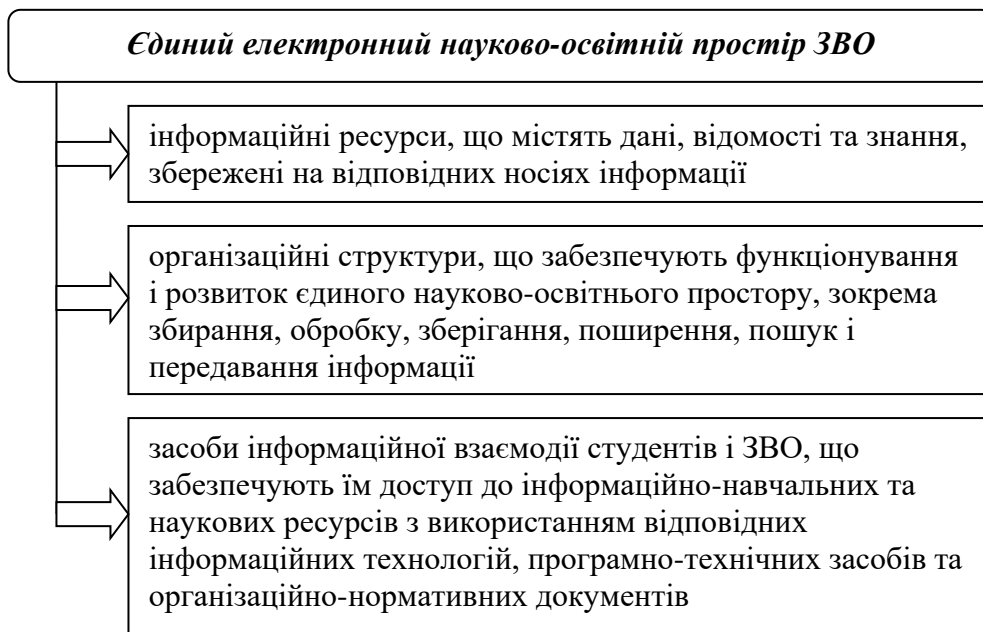 Єдиний електронний науково-освітній простір ЗВО
інформаційні ресурси, що містять дані, відомості та знання,
збережені на відповідних носіях інформації
організаційні структури, що забезпечують функціонування
і розвиток єдиного науково-освітнього простору, зокрема
збирання, обробку, зберігання, поширення, пошук і
передавання інформації
засоби інформаційної взаємодії студентів і ЗВО, що
забезпечують їм доступ до інформаційно-навчальних та
наукових ресурсів з використанням відповідних
інформаційних технологій, програмно-технічних засобів та
організаційно-нормативних документів